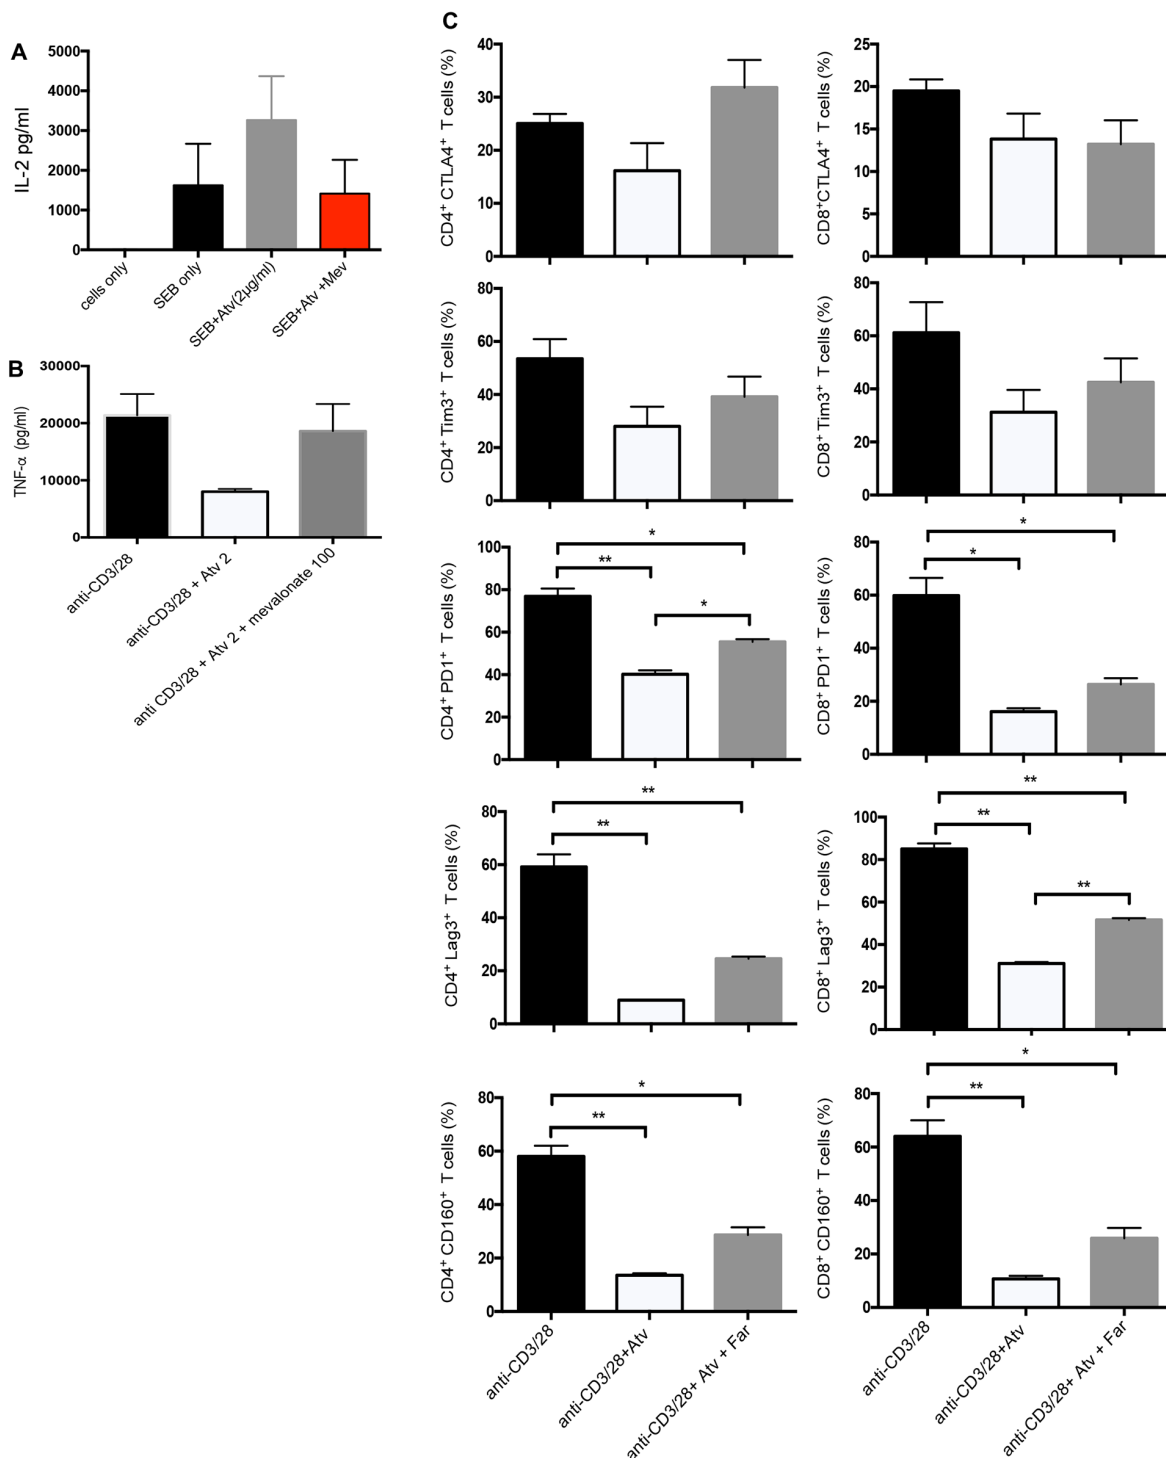 A
IL-2 pg/ml
5000
4000
3000
2000
1000
0
cells only
SEB only
SEB+Atv(2µg/ml)
SEB+Atv +Mev
B
TNF-α (pg/ml)
30000
20000
10000
0
anti-CD3/28
anti-CD3/28 + Atv 2
anti CD3/28 + Atv 2 + mevalonate 100
C
CD4⁺ CTLA4⁺ T cells (%)
40
30
20
10
0
CD8⁺CTLA4⁺ T cells (%)
25
20
15
10
5
0
CD4⁺ Tim3⁺ T cells (%)
80
60
40
20
0
CD8⁺ Tim3⁺ T cells (%)
80
60
40
20
0
CD4⁺ PD1⁺ T cells (%)
100
80
60
40
20
0
*
**
*
CD8⁺ PD1⁺ T cells (%)
80
60
40
20
0
*
*
CD4⁺ Lag3⁺ T cells (%)
80
60
40
20
0
**
**
CD8⁺ Lag3⁺ T cells (%)
100
80
60
40
20
0
**
**
**
CD4⁺ CD160⁺ T cells (%)
80
60
40
20
0
*
**
anti-CD3/28
anti-CD3/28+Atv
anti-CD3/28+ Atv + Far
CD8⁺ CD160⁺ T cells (%)
80
60
40
20
0
*
**
anti-CD3/28
anti-CD3/28+Atv
anti-CD3/28+ Atv + Far